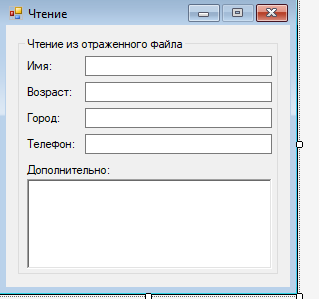 Чтение
Чтение из отраженного файла
Имя:
Возраст:
Город:
Телефон:
Дополнительно: